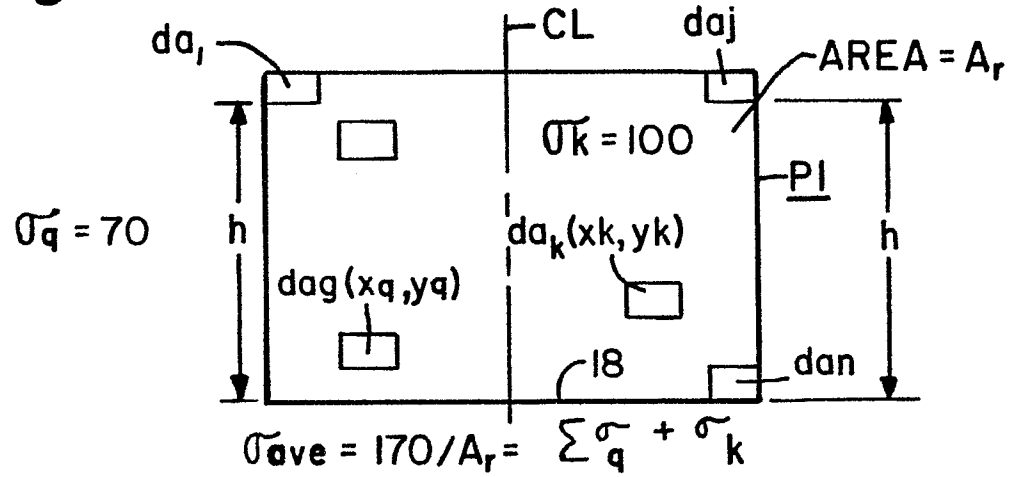 CL
da₁
daj
AREA = Aᵣ
σk = 100
P1
σq = 70
h
daₖ(xk, yk)
h
dag(xq,yq)
18
dan
σave = 170/Aᵣ = Σ σq + σk